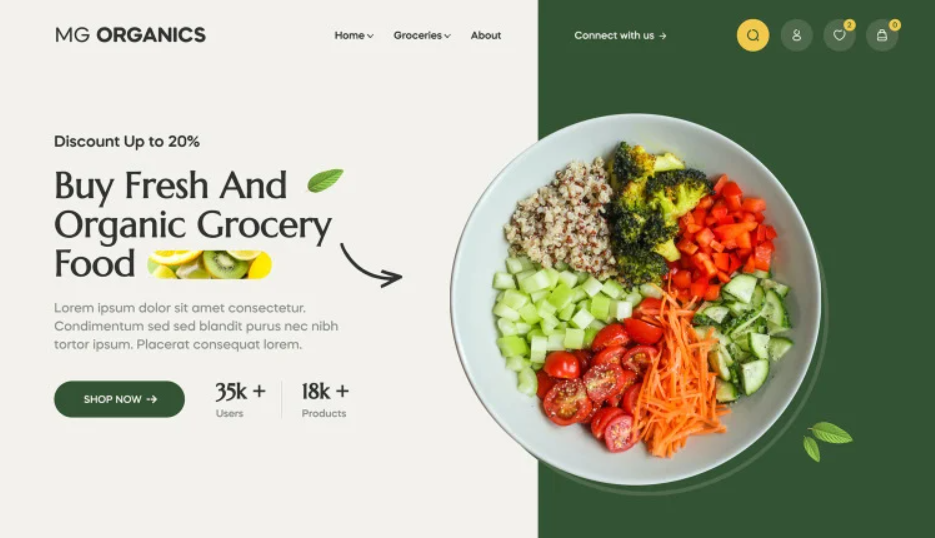 MG ORGANICS
Home
Groceries
About
Connect with us →
2
0
Discount Up to 20%
Buy Fresh And
Organic Grocery
Food
Lorem ipsum dolor sit amet consectetur.
Condimentum sed sed blandit purus nec nibh
tortor ipsum. Placerat consequat lorem.
SHOP NOW →
35k +
Users
18k +
Products